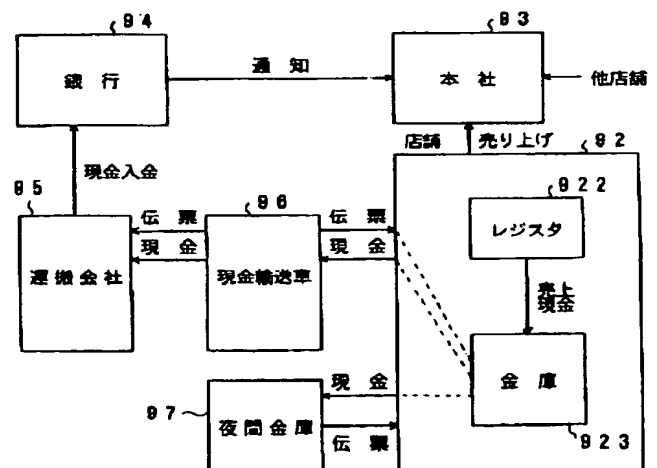 94
93
銀行
通知
本社
他店舗
店舗
売り上げ
92
現金入金
95
96
922
伝票
伝票
レジスタ
現金
現金
運搬会社
現金輸送車
売上
現金
金庫
現金
97
夜間金庫
伝票
923